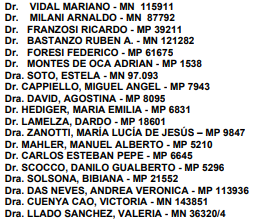 Dr. VIDAL MARIANO - MN 115911
Dr. MILANI ARNALDO - MN 87792
Dr. FRANZOSI RICARDO - MP 39211
Dr. BASTANZO RUBEN A. - MN 121282
Dr. FORESI FEDERICO - MP 61675
Dr. MONTES DE OCA ADRIAN - MP 1538
Dra. SOTO, ESTELA - MN 97.093
Dr. CAPPIELLO, MIGUEL ANGEL - MP 7943
Dra. DAVID, AGOSTINA - MP 8095
Dr. HEDIGER, MARIA EMILIA - MP 6831
Dr. LAMELZA, DARDO - MP 18601
Dra. ZANOTTI, MARÍA LUCÍA DE JESÚS – MP 9847
Dr. MAHLER, MANUEL ALBERTO - MP 5210
Dr. CARLOS ESTEBAN PEPE - MP 6645
Dr. SCOCCO, DANILO GUALBERTO - MP 5296
Dra. SOLSONA, BIBIANA - MP 21552
Dra. DAS NEVES, ANDREA VERONICA - MP 113936
Dra. CUENYA CAO, VICTORIA - MN 143851
Dra. LLADO SANCHEZ, VALERIA - MN 36320/4